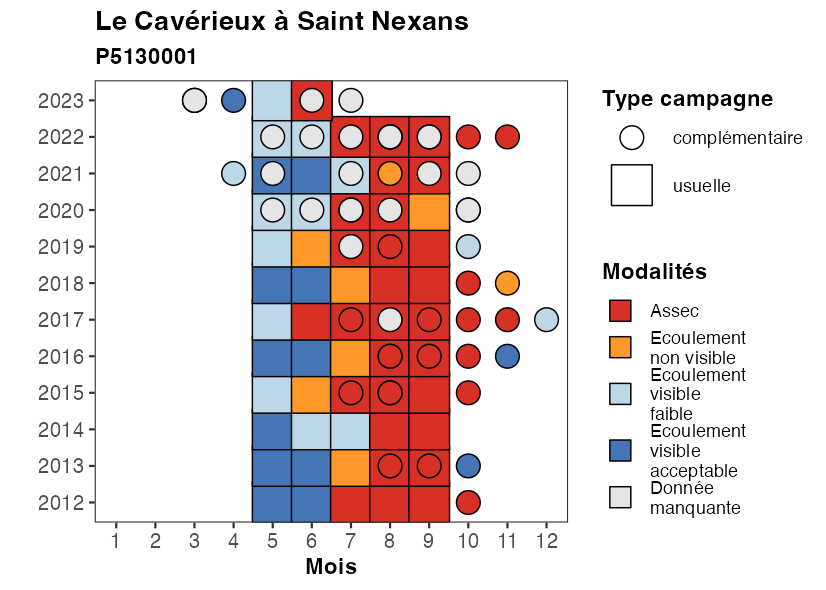 Le Cavérieux à Saint Nexans
P5130001
2023
2022
2021
2020
2019
2018
2017
2016
2015
2014
2013
2012
1 2 3 4 5 6 7 8 9 10 11 12
Mois
Type campagne
complémentaire
usuelle
Modalités
Assec
Ecoulement
non visible
Ecoulement
visible
faible
Ecoulement
visible
acceptable
Donnée
manquante